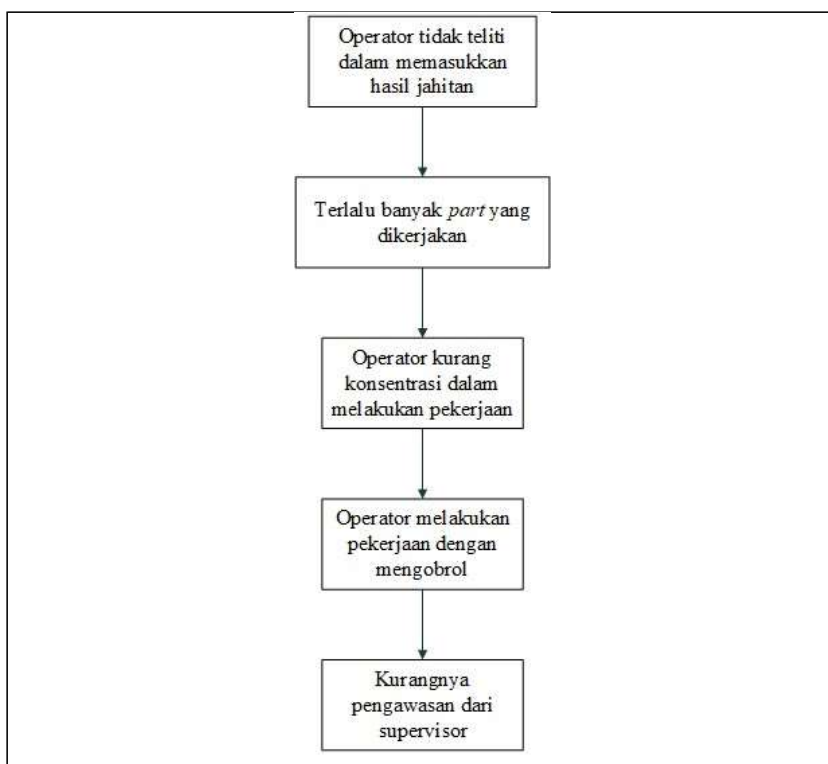 Operator tidak teliti
dalam memasukkan
hasil jahitan
Terlalu banyak part yang
dikerjakan
Operator kurang
konsentrasi dalam
melakukan pekerjaan
Operator melakukan
pekerjaan dengan
mengobrol
Kurangnya
pengawasan dari
supervisor